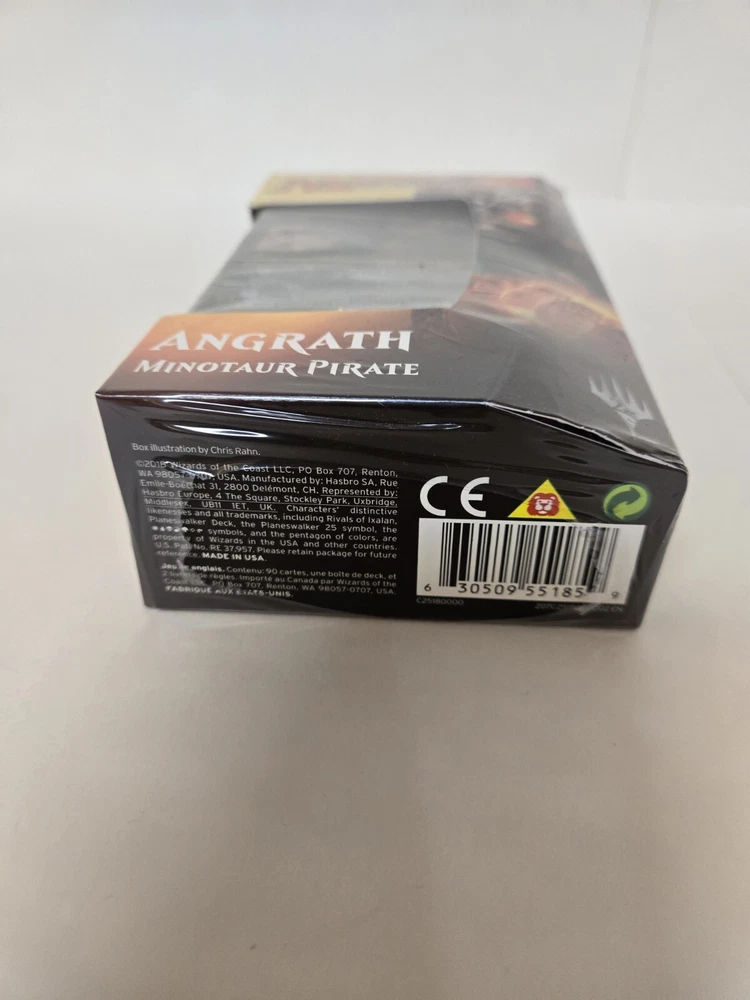 ANGRATH
MINOTAUR PIRATE
Box illustration by Chris Rahn.
©2018 Wizards of the Coast LLC, PO Box 707, Renton,
WA 98057-0707, USA. Manufactured by: Hasbro SA, Rue
Emile-Boéchat 31, 2800 Delémont, CH. Represented by:
Hasbro Europe, 4 The Square, Stockley Park, Uxbridge,
Middlesex, UB11 1ET, UK. Characters' distinctive
likenesses and all trademarks, including Rivals of Ixalan,
Planeswalker Deck, the Planeswalker 25 symbol, the
symbols, and the pentagon of colors, are
property of Wizards in the USA and other countries.
U.S. Pat. No. RE 37,957. Please retain package for future
reference. MADE IN USA.
Jeu en anglais. Contenu: 90 cartes, une boîte de deck, et
2 livrets de règles. Importé au Canada par Wizards of the
Coast PO Box 707, Renton, WA 98057-0707, USA.
FABRIQUÉ AUX ÉTATS-UNIS.
CE
6 30509 55185 9
C25180000